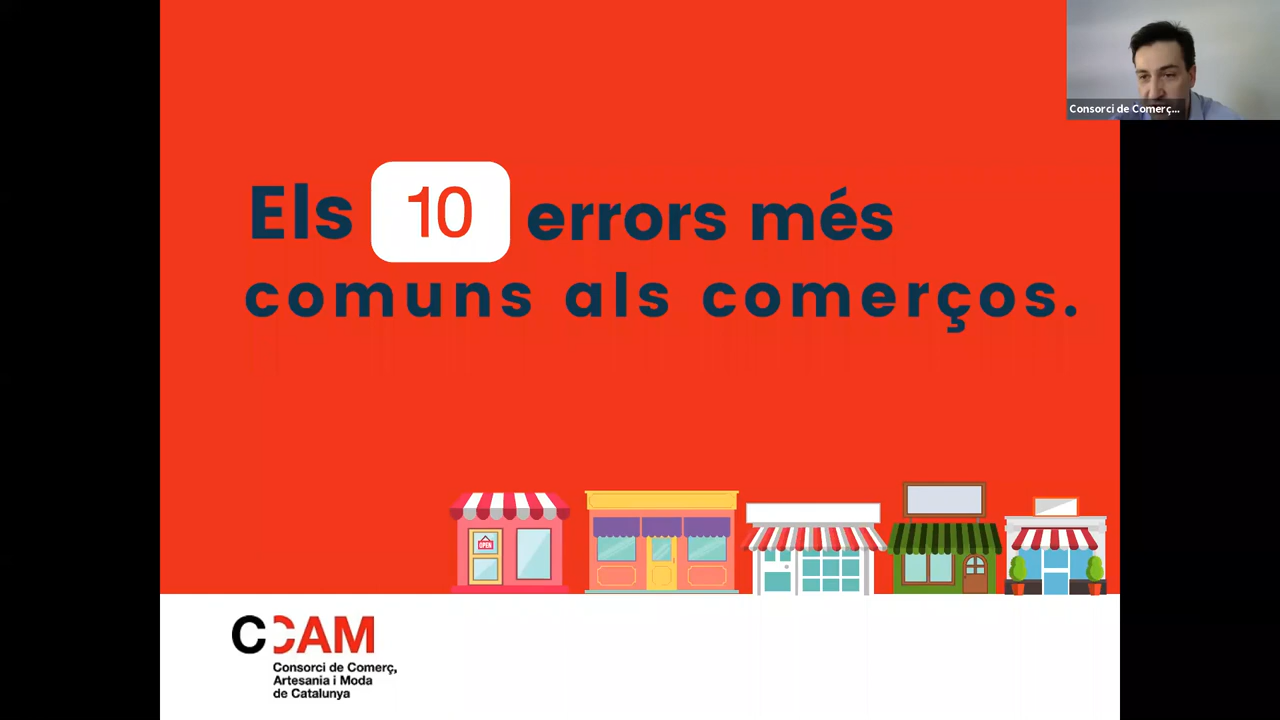 Consorci de Comerç...
Els 10 errors més
comuns als comerços.
OPEN
CCAM
Consorci de Comerç,
Artesania i Moda
de Catalunya